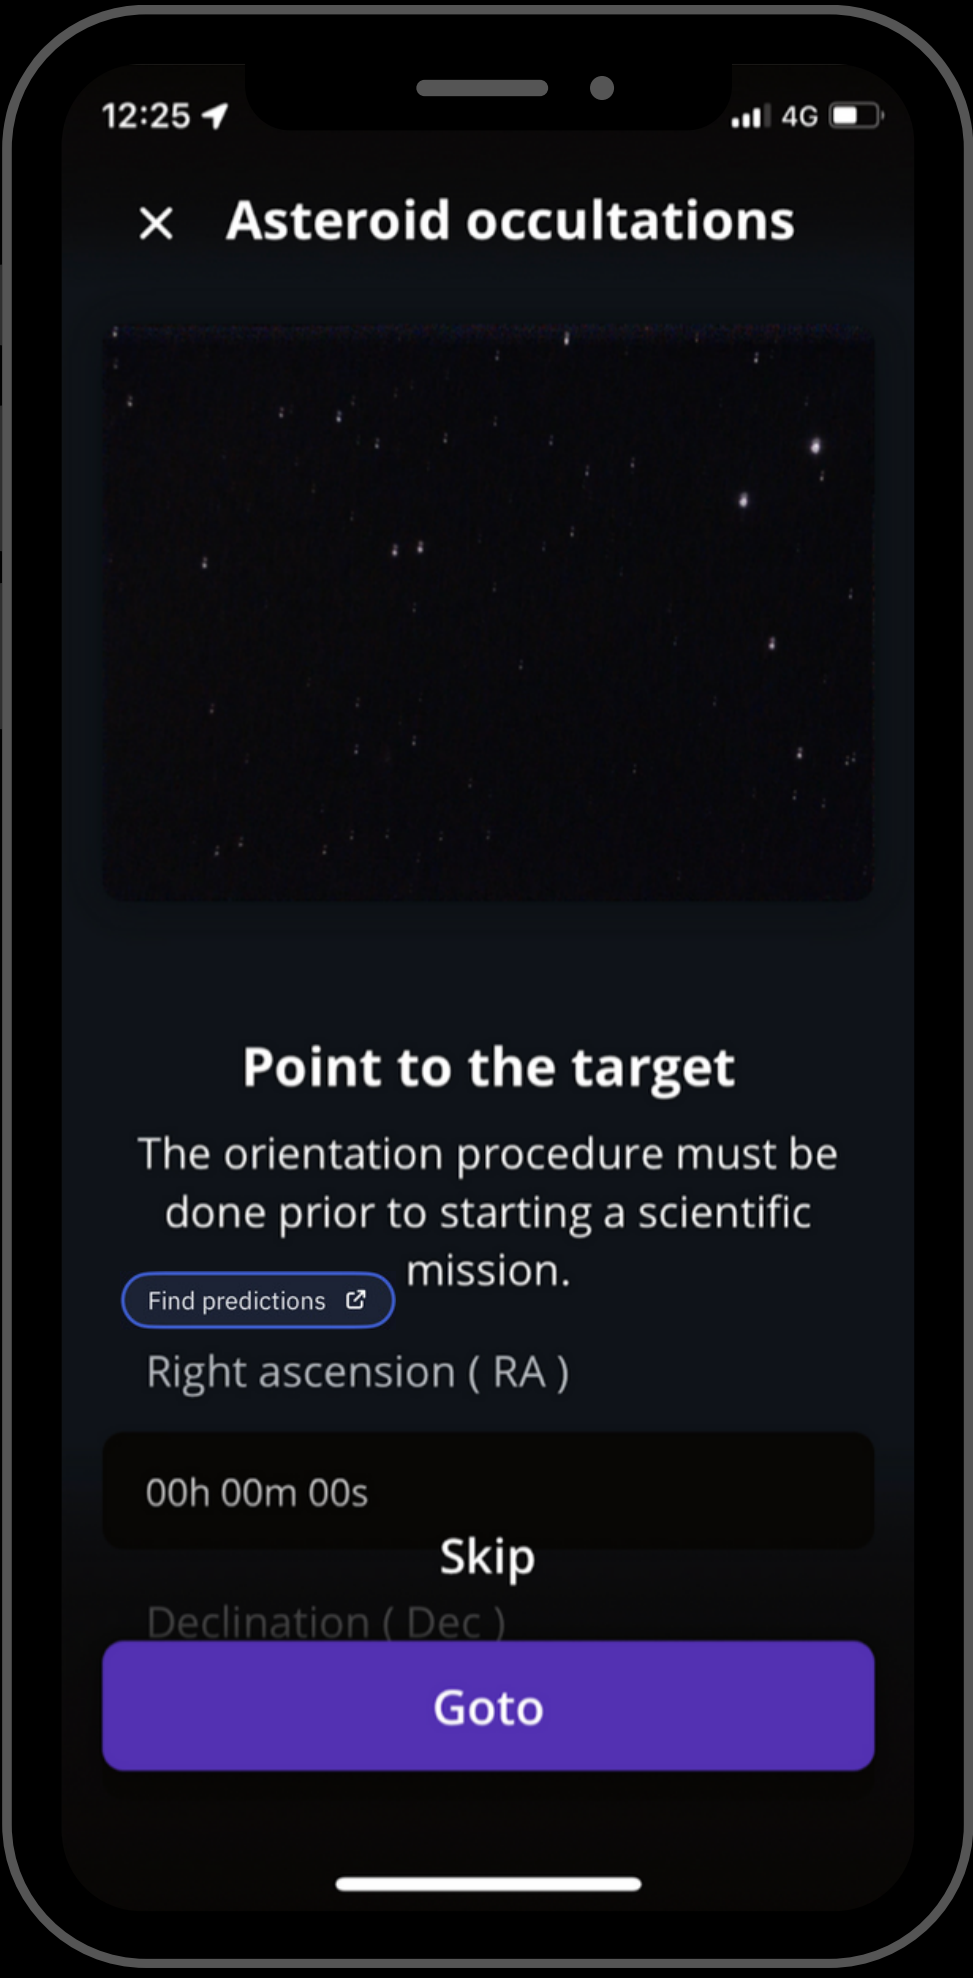 12:25
4G
Asteroid occultations
Point to the target
The orientation procedure must be
done prior to starting a scientific
mission.
Find predictions
Right ascension ( RA )
00h 00m 00s
Skip
Declination ( Dec )
Goto